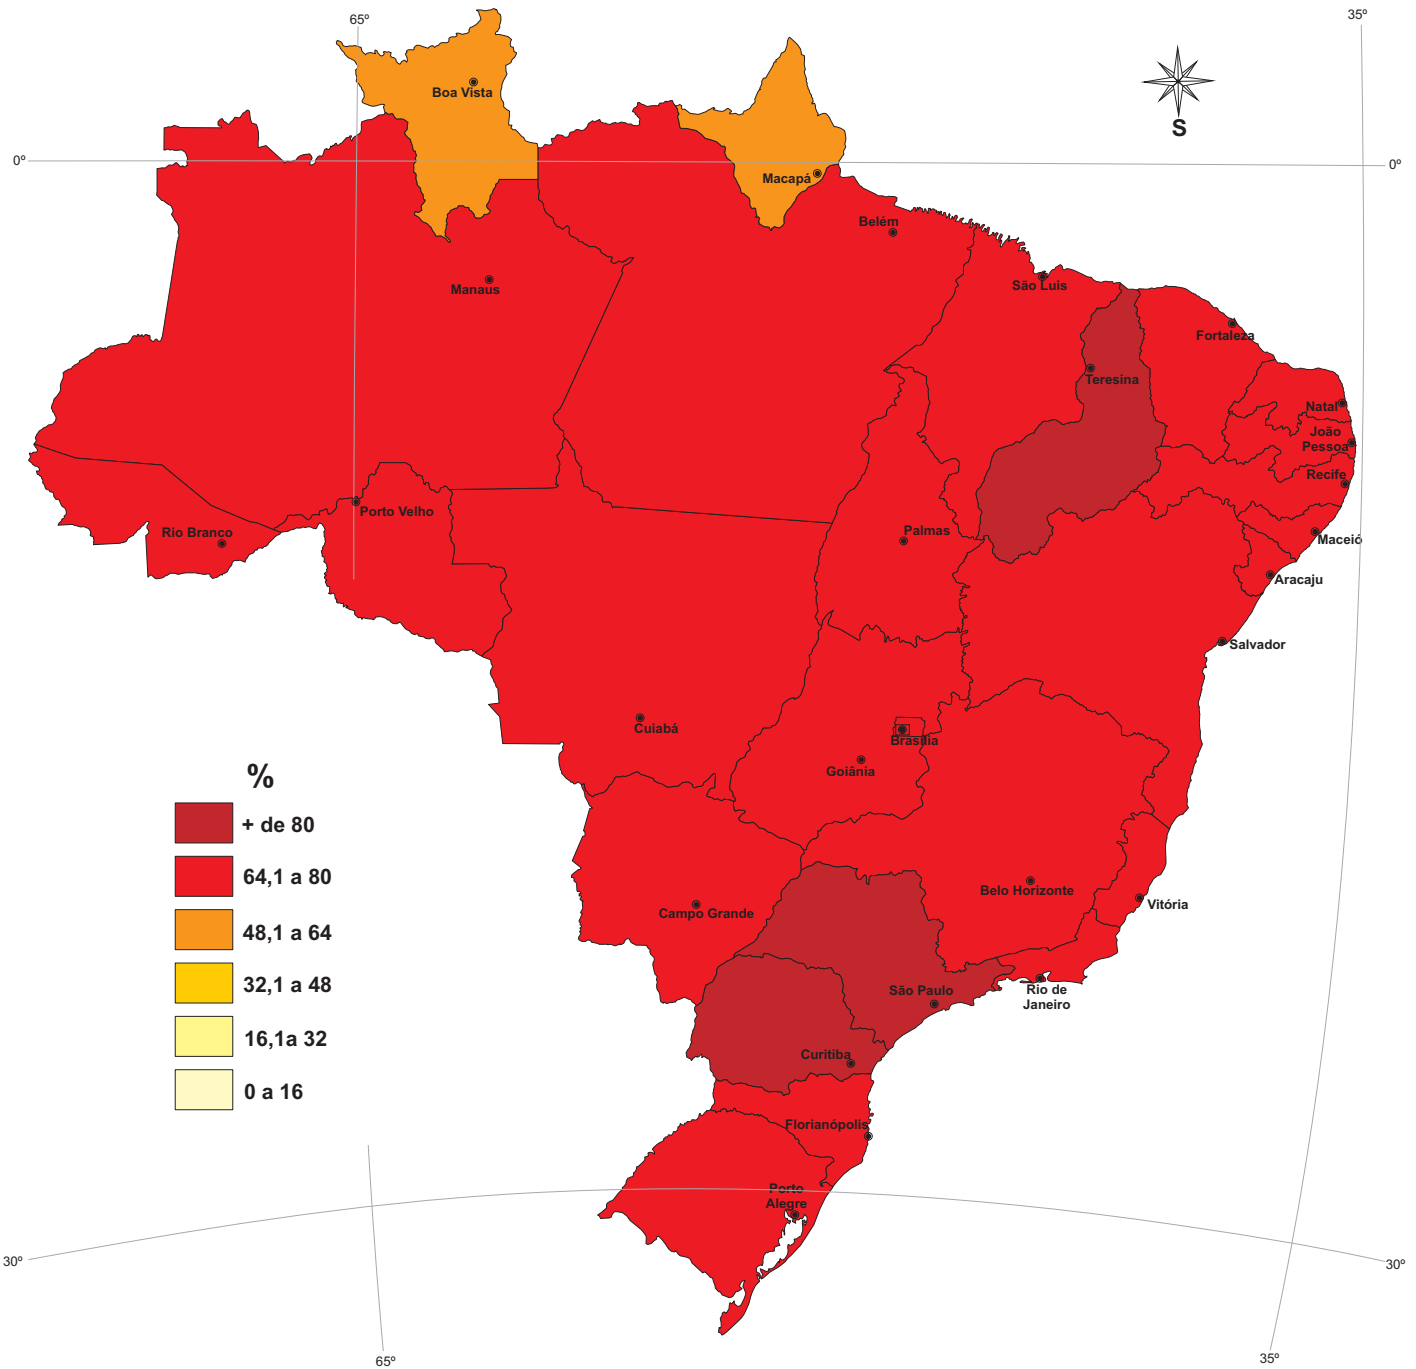 65º
35º
Boa Vista
S
0º
0º
Macapá
Belém
São Luis
Manaus
Fortaleza
Teresina
Natal
João
Pessoa
Recife
Porto Velho
Rio Branco
Palmas
Maceió
Aracaju
Salvador
Cuiabá
Brasília
Goiânia
%
+ de 80
64,1 a 80
48,1 a 64
32,1 a 48
16,1a 32
0 a 16
Belo Horizonte
Vitória
Campo Grande
São Paulo
Rio de
Janeiro
Curitiba
Florianópolis
Porto
Alegre
30º
30º
65º
35º